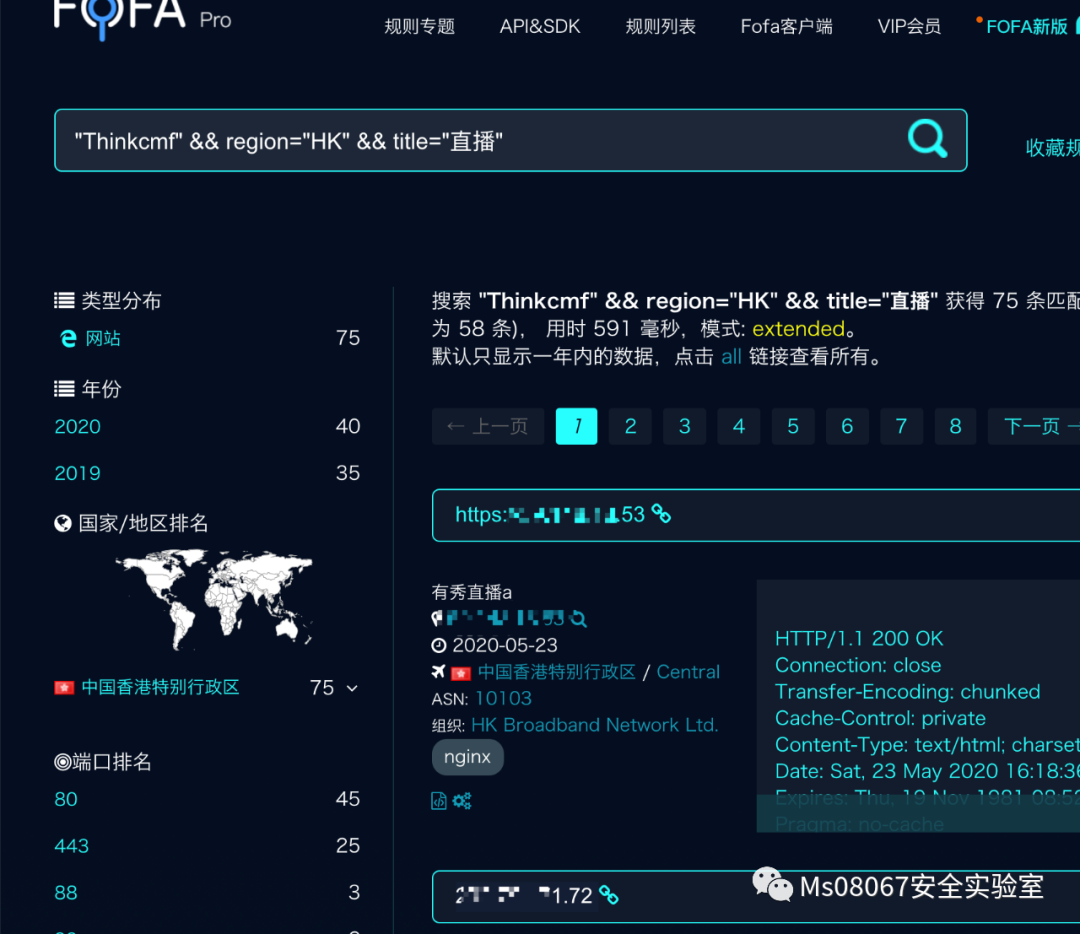 FOFA Pro
规则专题 API&SDK 规则列表 Fofa客户端 VIP会员 FOFA新版
"Thinkcmf" && region="HK" && title="直播"
收藏规
类型分布
网站 75
年份
2020 40
2019 35
国家/地区排名
中国香港特别行政区 75
端口排名
80 45
443 25
88 3
搜索 "Thinkcmf" && region="HK" && title="直播" 获得 75 条匹配
为 58 条)， 用时 591 毫秒，模式: extended。
默认只显示一年内的数据，点击 all 链接查看所有。
← 上一页 1 2 3 4 5 6 7 8 下一页
https: .53
有秀直播a
2020-05-23
中国香港特别行政区 / Central
ASN: 10103
组织: HK Broadband Network Ltd.
nginx
HTTP/1.1 200 OK
Connection: close
Transfer-Encoding: chunked
Cache-Control: private
Content-Type: text/html; charset
Date: Sat, 23 May 2020 16:18:36
Expires: Thu, 19 Nov 1981 08:52
Pragma: no-cache
1.72
Ms08067安全实验室